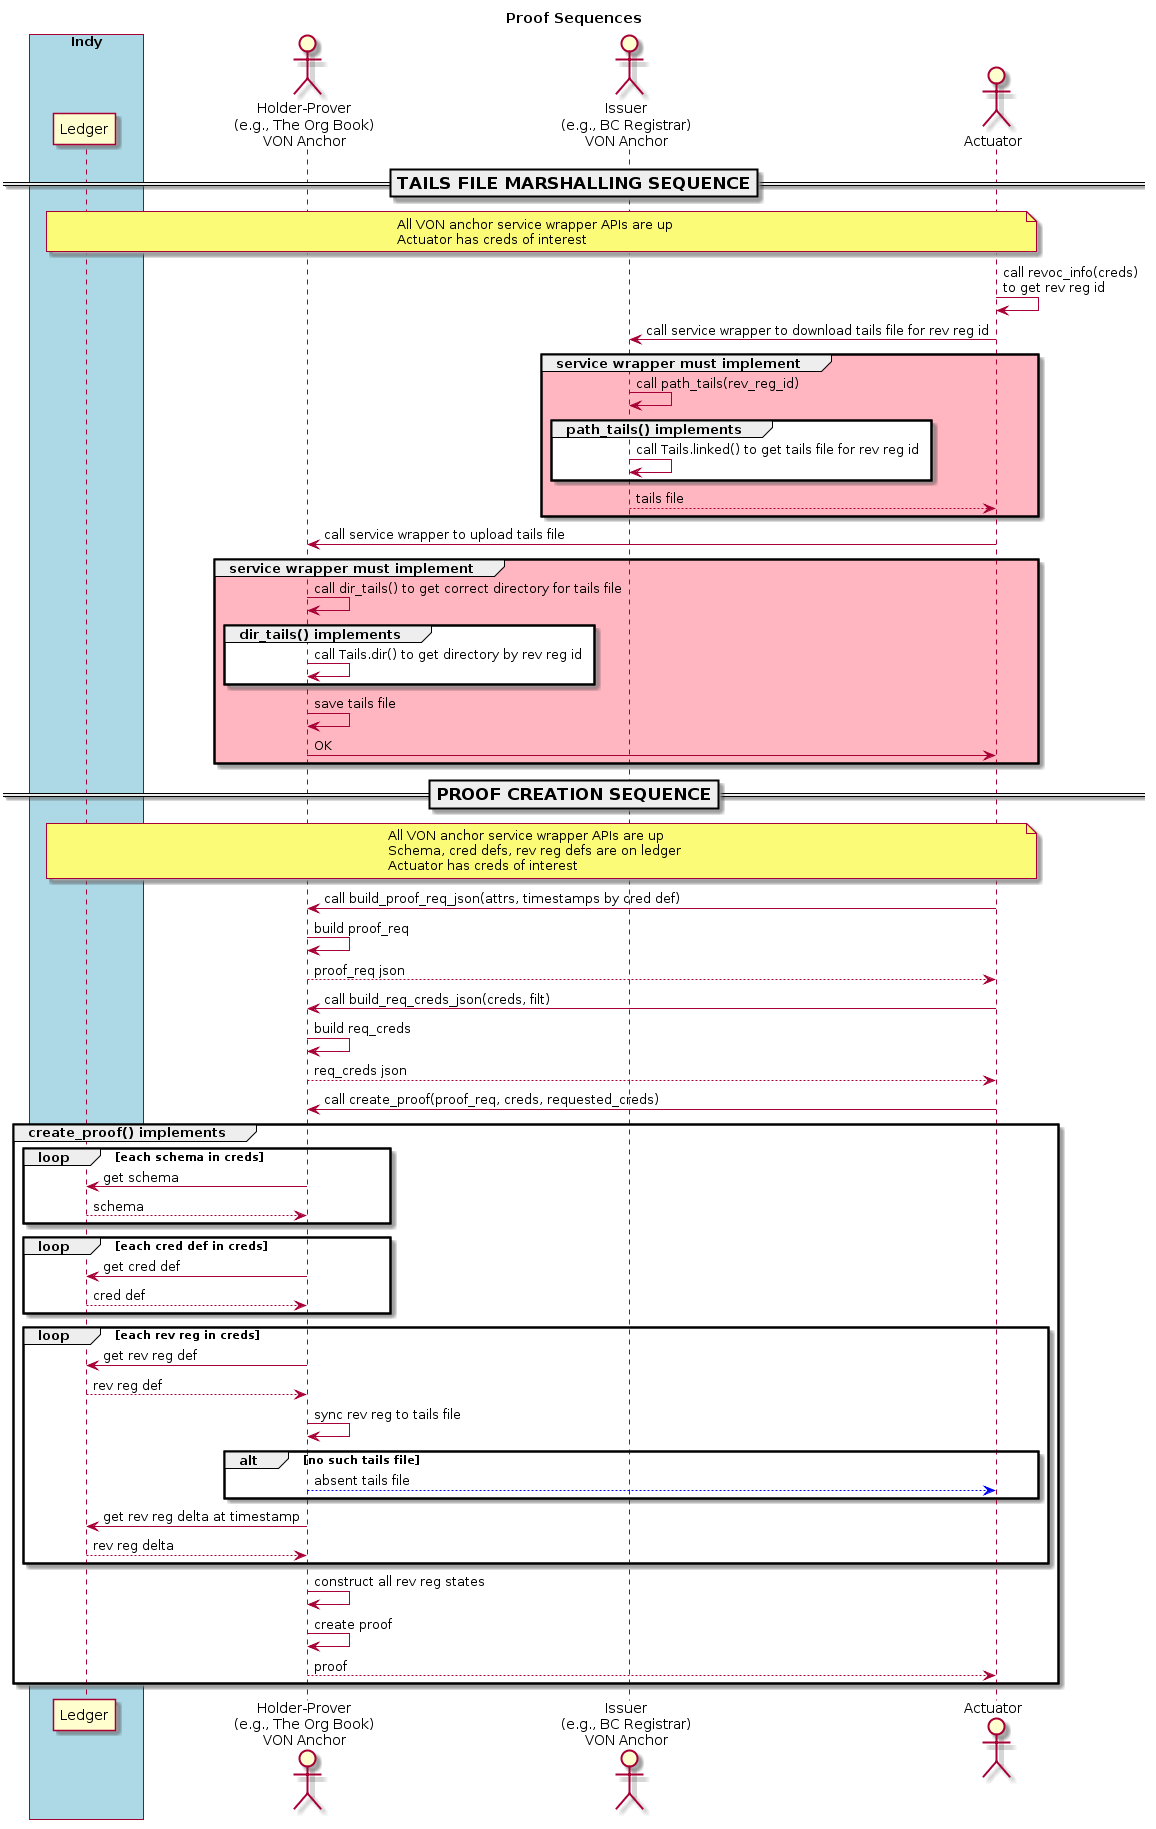 Proof Sequences
Indy
Ledger
Holder-Prover
(e.g., The Org Book)
VON Anchor
Issuer
(e.g., BC Registrar)
VON Anchor
Actuator
TAILS FILE MARSHALLING SEQUENCE
All VON anchor service wrapper APIs are up
Actuator has creds of interest
call revoc_info(creds)
to get rev reg id
call service wrapper to download tails file for rev reg id
service wrapper must implement
call path_tails(rev_reg_id)
path_tails() implements
call Tails.linked() to get tails file for rev reg id
tails file
call service wrapper to upload tails file
service wrapper must implement
call dir_tails() to get correct directory for tails file
dir_tails() implements
call Tails.dir() to get directory by rev reg id
save tails file
OK
PROOF CREATION SEQUENCE
All VON anchor service wrapper APIs are up
Schema, cred defs, rev reg defs are on ledger
Actuator has creds of interest
call build_proof_req_json(attrs, timestamps by cred def)
build proof_req
proof_req json
call build_req_creds_json(creds, filt)
build req_creds
req_creds json
call create_proof(proof_req, creds, requested_creds)
create_proof() implements
loop [each schema in creds]
get schema
schema
loop [each cred def in creds]
get cred def
cred def
loop [each rev reg in creds]
get rev reg def
rev reg def
sync rev reg to tails file
alt [no such tails file]
absent tails file
get rev reg delta at timestamp
rev reg delta
construct all rev reg states
create proof
proof
Ledger
Holder-Prover
(e.g., The Org Book)
VON Anchor
Issuer
(e.g., BC Registrar)
VON Anchor
Actuator